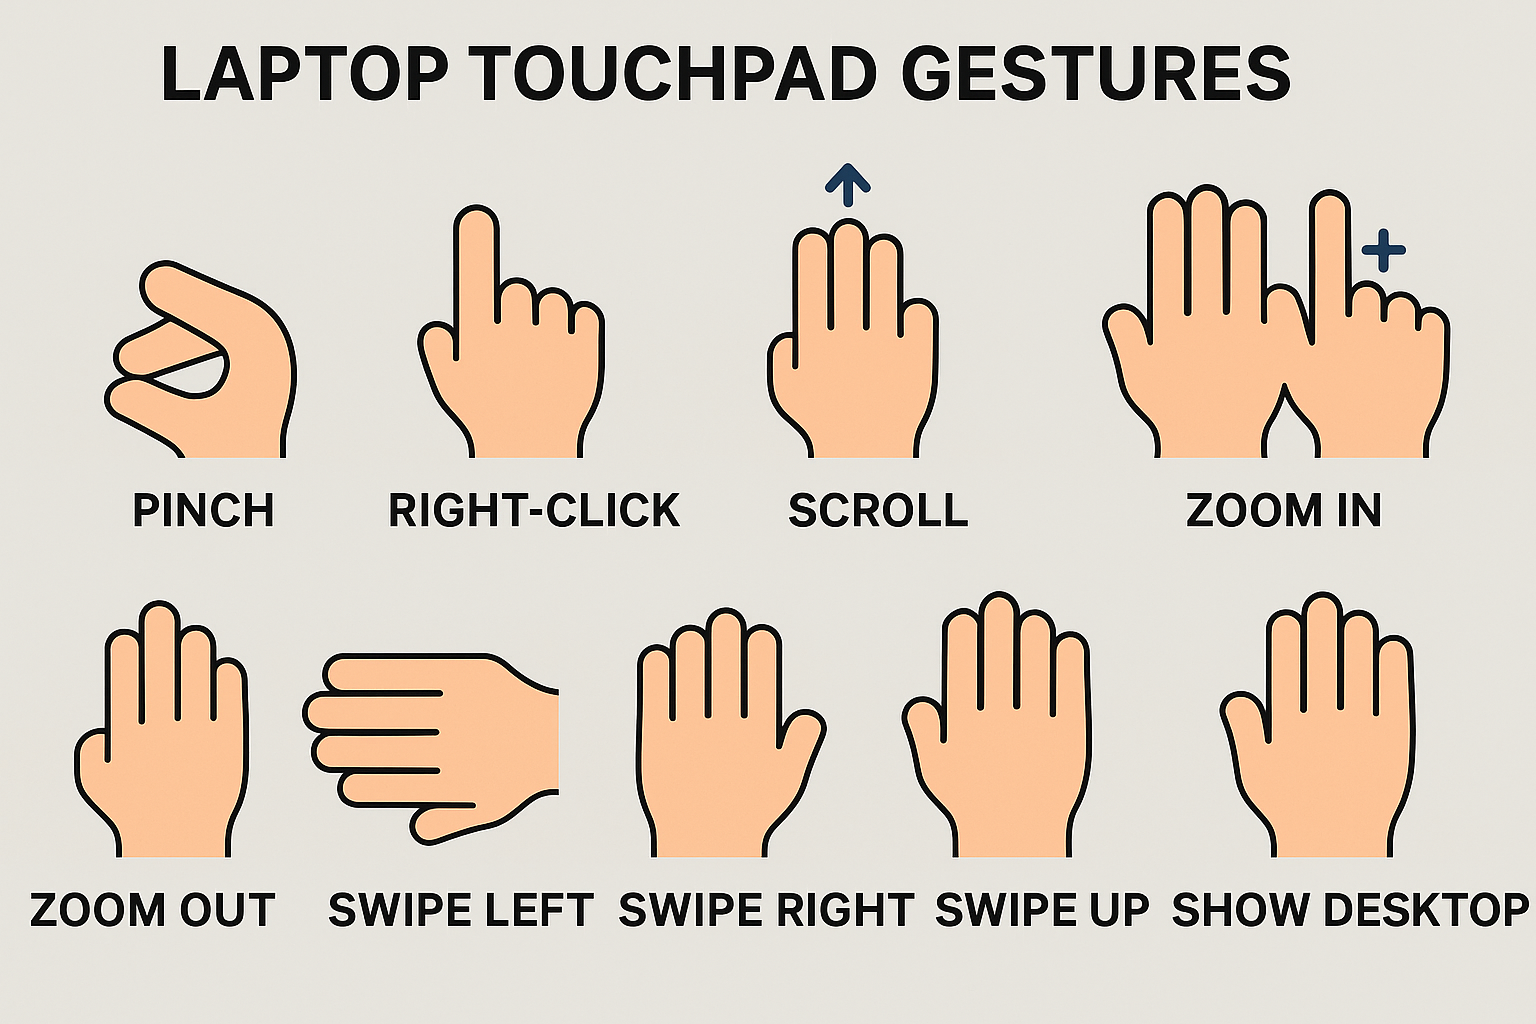 LAPTOP TOUCHPAD GESTURES
PINCH
RIGHT-CLICK
SCROLL
ZOOM IN
ZOOM OUT
SWIPE LEFT
SWIPE RIGHT
SWIPE UP
SHOW DESKTOP